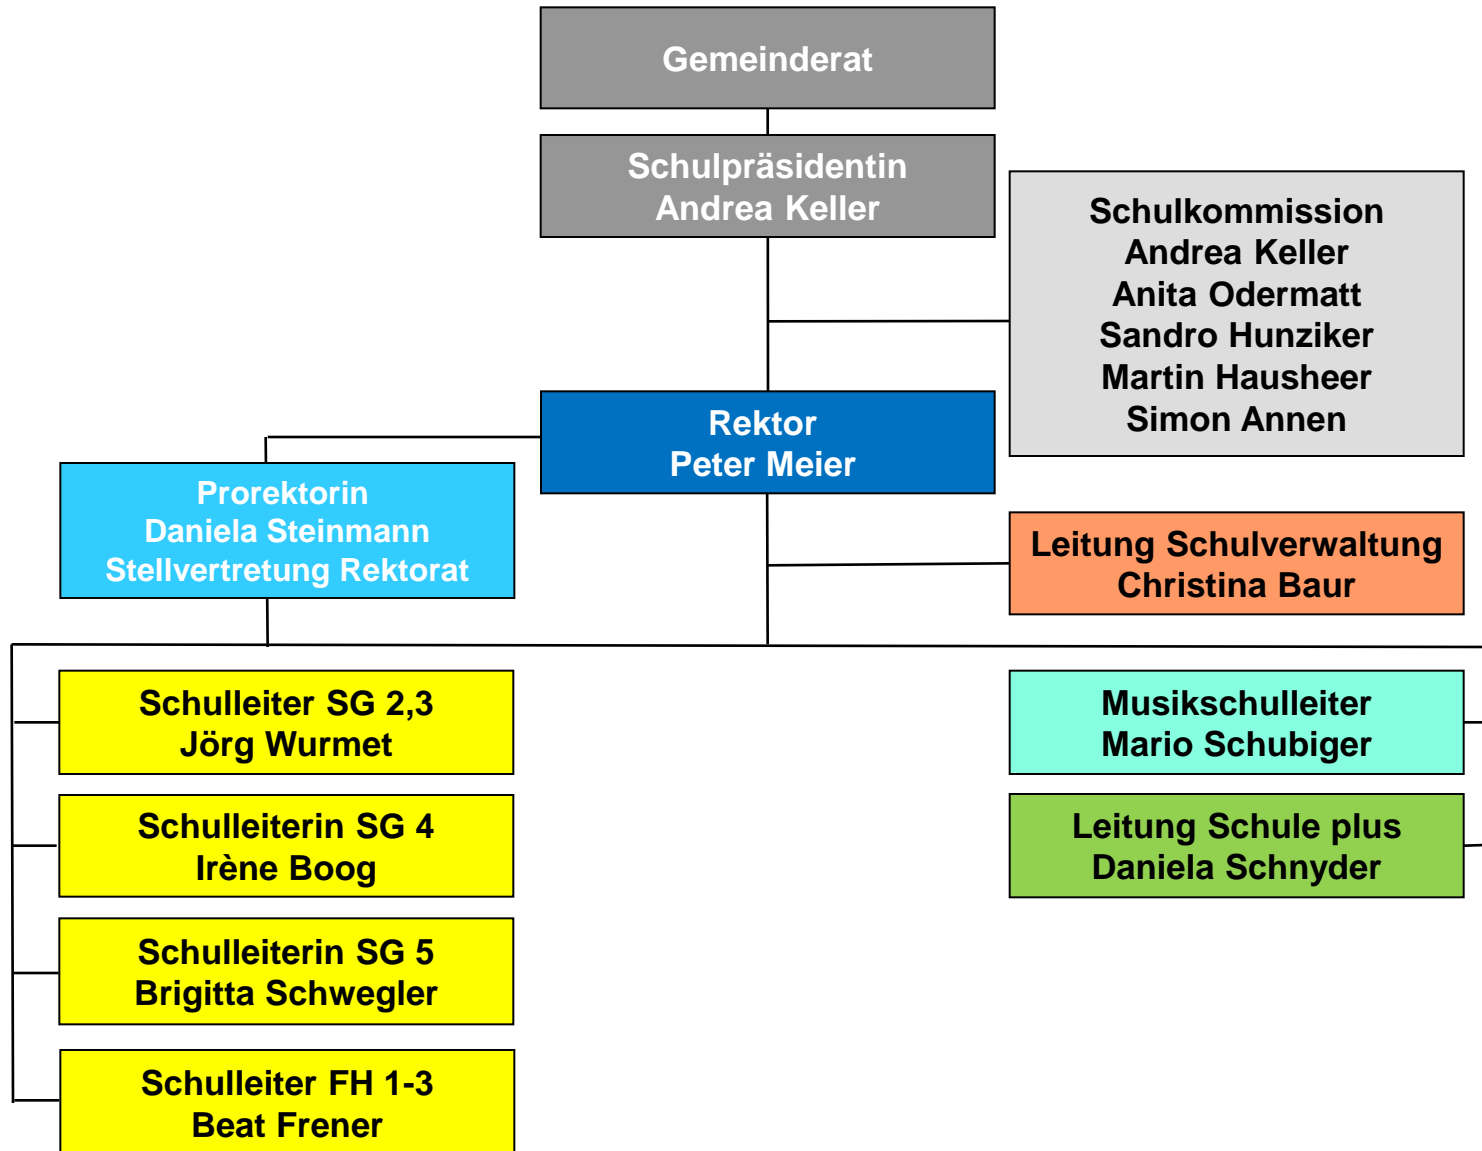 Gemeinderat
Schulpräsidentin
Andrea Keller
Schulkommission
Andrea Keller
Anita Odermatt
Sandro Hunziker
Martin Hausheer
Simon Annen
Rektor
Peter Meier
Prorektorin
Daniela Steinmann
Stellvertretung Rektorat
Leitung Schulverwaltung
Christina Baur
Schulleiter SG 2,3
Jörg Wurmet
Schulleiterin SG 4
Irène Boog
Schulleiterin SG 5
Brigitta Schwegler
Schulleiter FH 1-3
Beat Frener
Musikschulleiter
Mario Schubiger
Leitung Schule plus
Daniela Schnyder